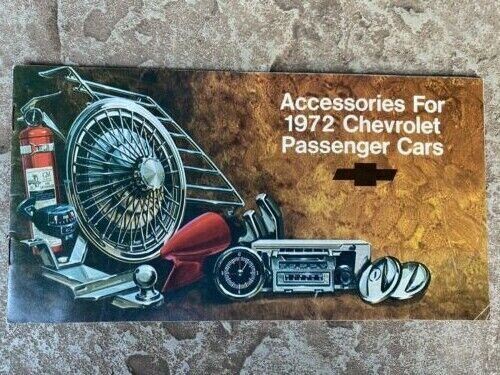 Accessories For
1972 Chevrolet
Passenger Cars